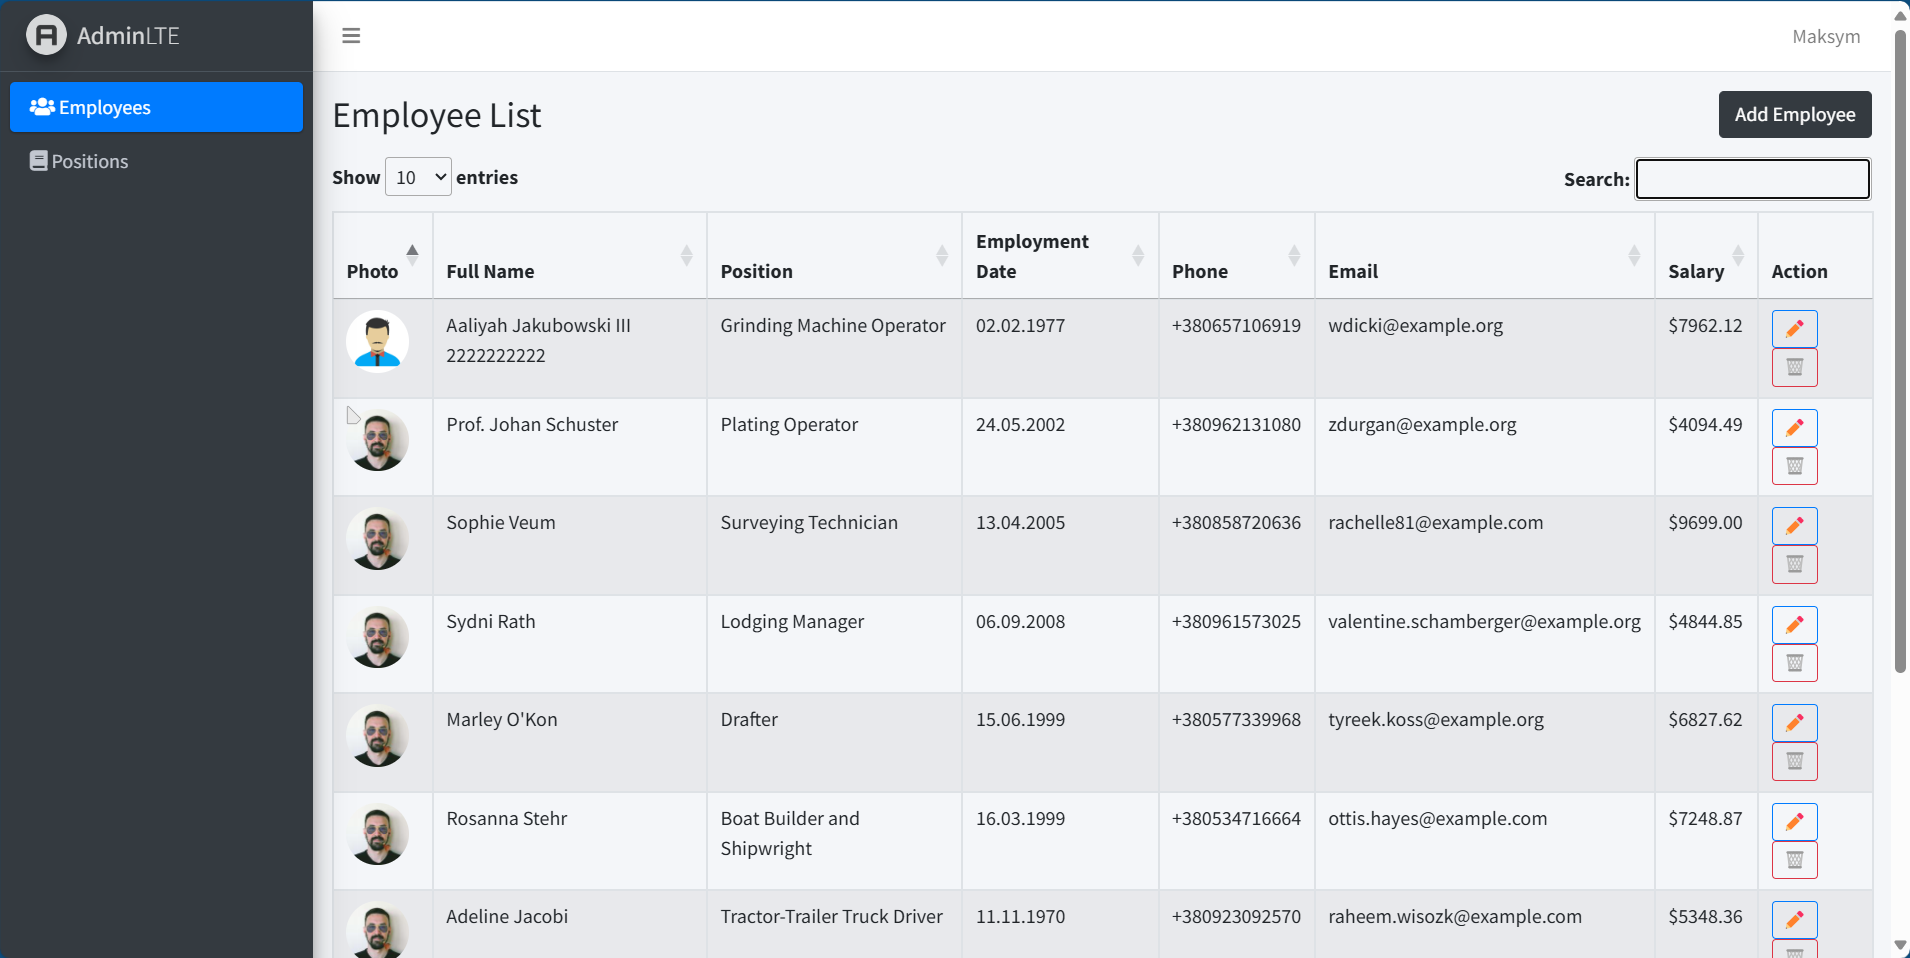 AdminLTE
Maksym
Employees
Positions
Employee List
Add Employee
Show 10 entries
Search:
Photo Full Name Position Employment Date Phone Email Salary Action
Aaliyah Jakubowski III 2222222222 Grinding Machine Operator 02.02.1977 +380657106919 wdicki@example.org $7962.12
Prof. Johan Schuster Plating Operator 24.05.2002 +380962131080 zdurgan@example.org $4094.49
Sophie Veum Surveying Technician 13.04.2005 +380858720636 rachelle81@example.com $9699.00
Sydni Rath Lodging Manager 06.09.2008 +380961573025 valentine.schamberger@example.org $4844.85
Marley O'Kon Drafter 15.06.1999 +380577339968 tyreek.koss@example.org $6827.62
Rosanna Stehr Boat Builder and Shipwright 16.03.1999 +380534716664 ottis.hayes@example.com $7248.87
Adeline Jacobi Tractor-Trailer Truck Driver 11.11.1970 +380923092570 raheem.wisozk@example.com $5348.36